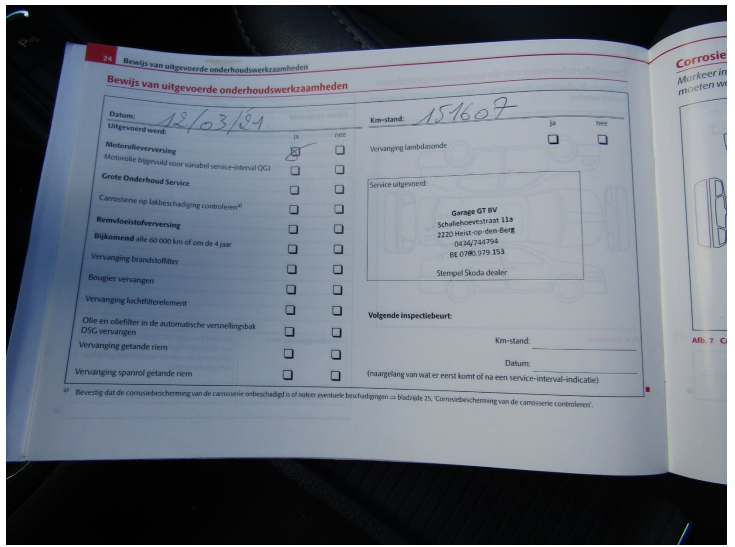 24 Bewijs van uitgevoerde onderhoudswerkzaamheden
Bewijs van uitgevoerde onderhoudswerkzaamheden
Datum: 12/03/21
Uitgevoerd werd: ja nee
Motorolieverversing
Motorolie bijgevuld voor variabel service-interval QG1
Grote Onderhoud Service
Carrosserie op lakbeschadiging controleren a)
Remvloeistofverversing
Bijkomend alle 60 000 km of om de 4 jaar
Vervanging brandstoffilter
Bougies vervangen
Vervanging luchtfilterelement
Olie en oliefilter in de automatische versnellingsbak
DSG vervangen
Vervanging getande riem
Vervanging spanrol getande riem
Km-stand: 151607
ja nee
Vervanging lambdasonde
Service uitgevoerd:
Garage GT BV
Schaliehoevestraat 11a
2220 Heist-op-den-Berg
0434/744794
BE 0780.979.153
Stempel Skoda dealer
Volgende inspectiebeurt:
Km-stand:
Datum:
(naargelang van wat er eerst komt of na een service-interval-indicatie)
a) Bevestig dat de corrosiebescherming van de carrosserie onbeschadigd is of noteer eventuele beschadigingen ⇒ bladzijde 25, 'Corrosiebescherming van de carrosserie controleren'.
Corrosie
Markeer in
moeten w
Afb. 7 C